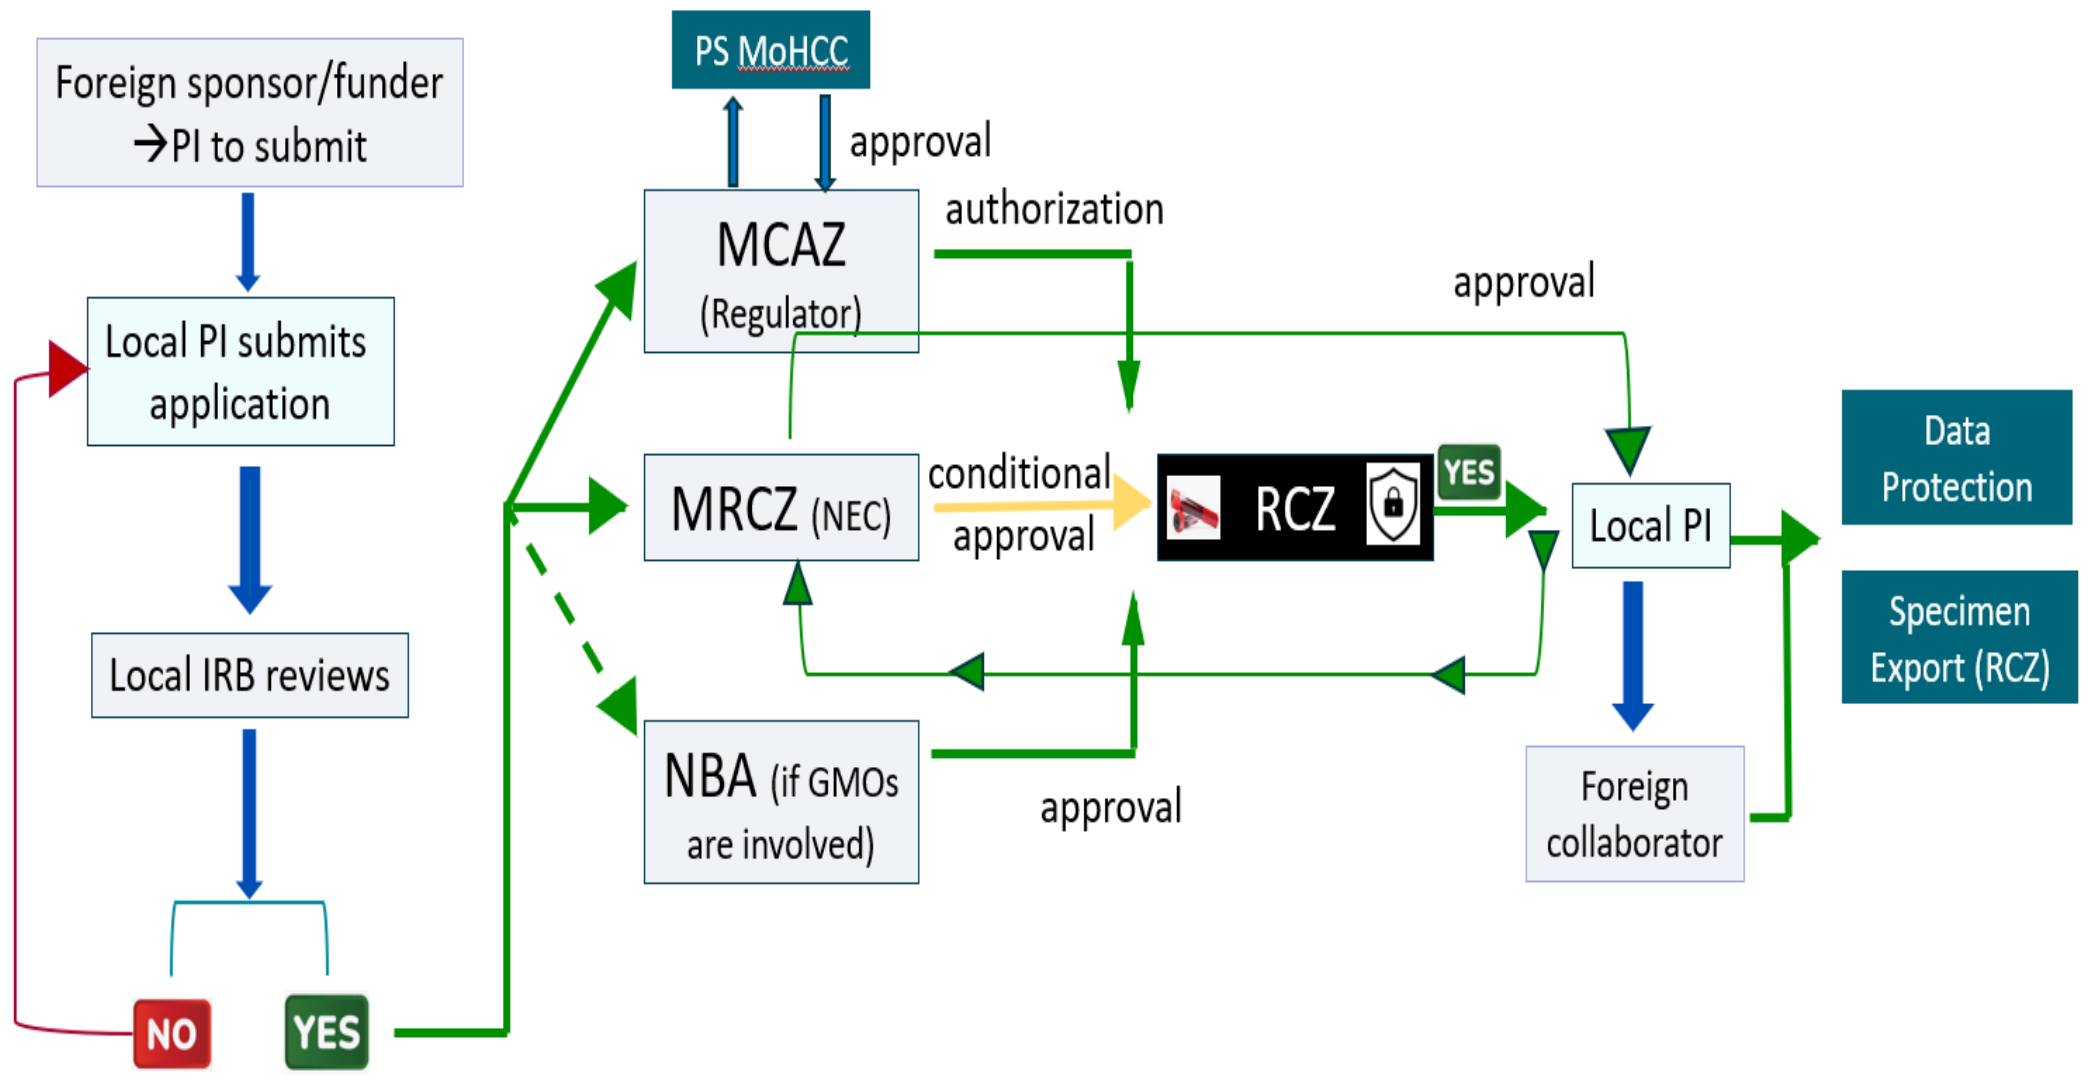 Foreign sponsor/funder
→PI to submit
Local PI submits
application
Local IRB reviews
NO
YES
PS MoHCC
approval
MCAZ
(Regulator)
authorization
approval
MRCZ (NEC)
conditional
approval
RCZ
YES
Local PI
NBA (if GMOs
are involved)
approval
Foreign
collaborator
Data
Protection
Specimen
Export (RCZ)